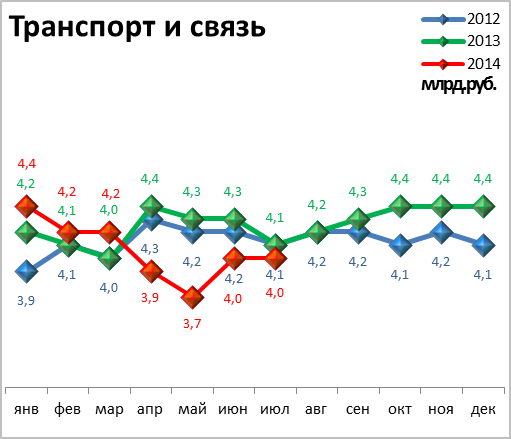 Транспорт и связь
2012
2013
2014
млрд.руб.
4,4
4,2 4,2 4,2 4,4 4,3 4,3 4,1 4,2 4,3 4,4 4,4 4,4
4,1 4,0
3,9 4,1 4,0 4,3 4,2 4,2 4,1 4,2 4,2 4,1 4,2 4,1
3,9 3,7 4,0 4,0
янв фев мар апр май июн июл авг сен окт ноя дек